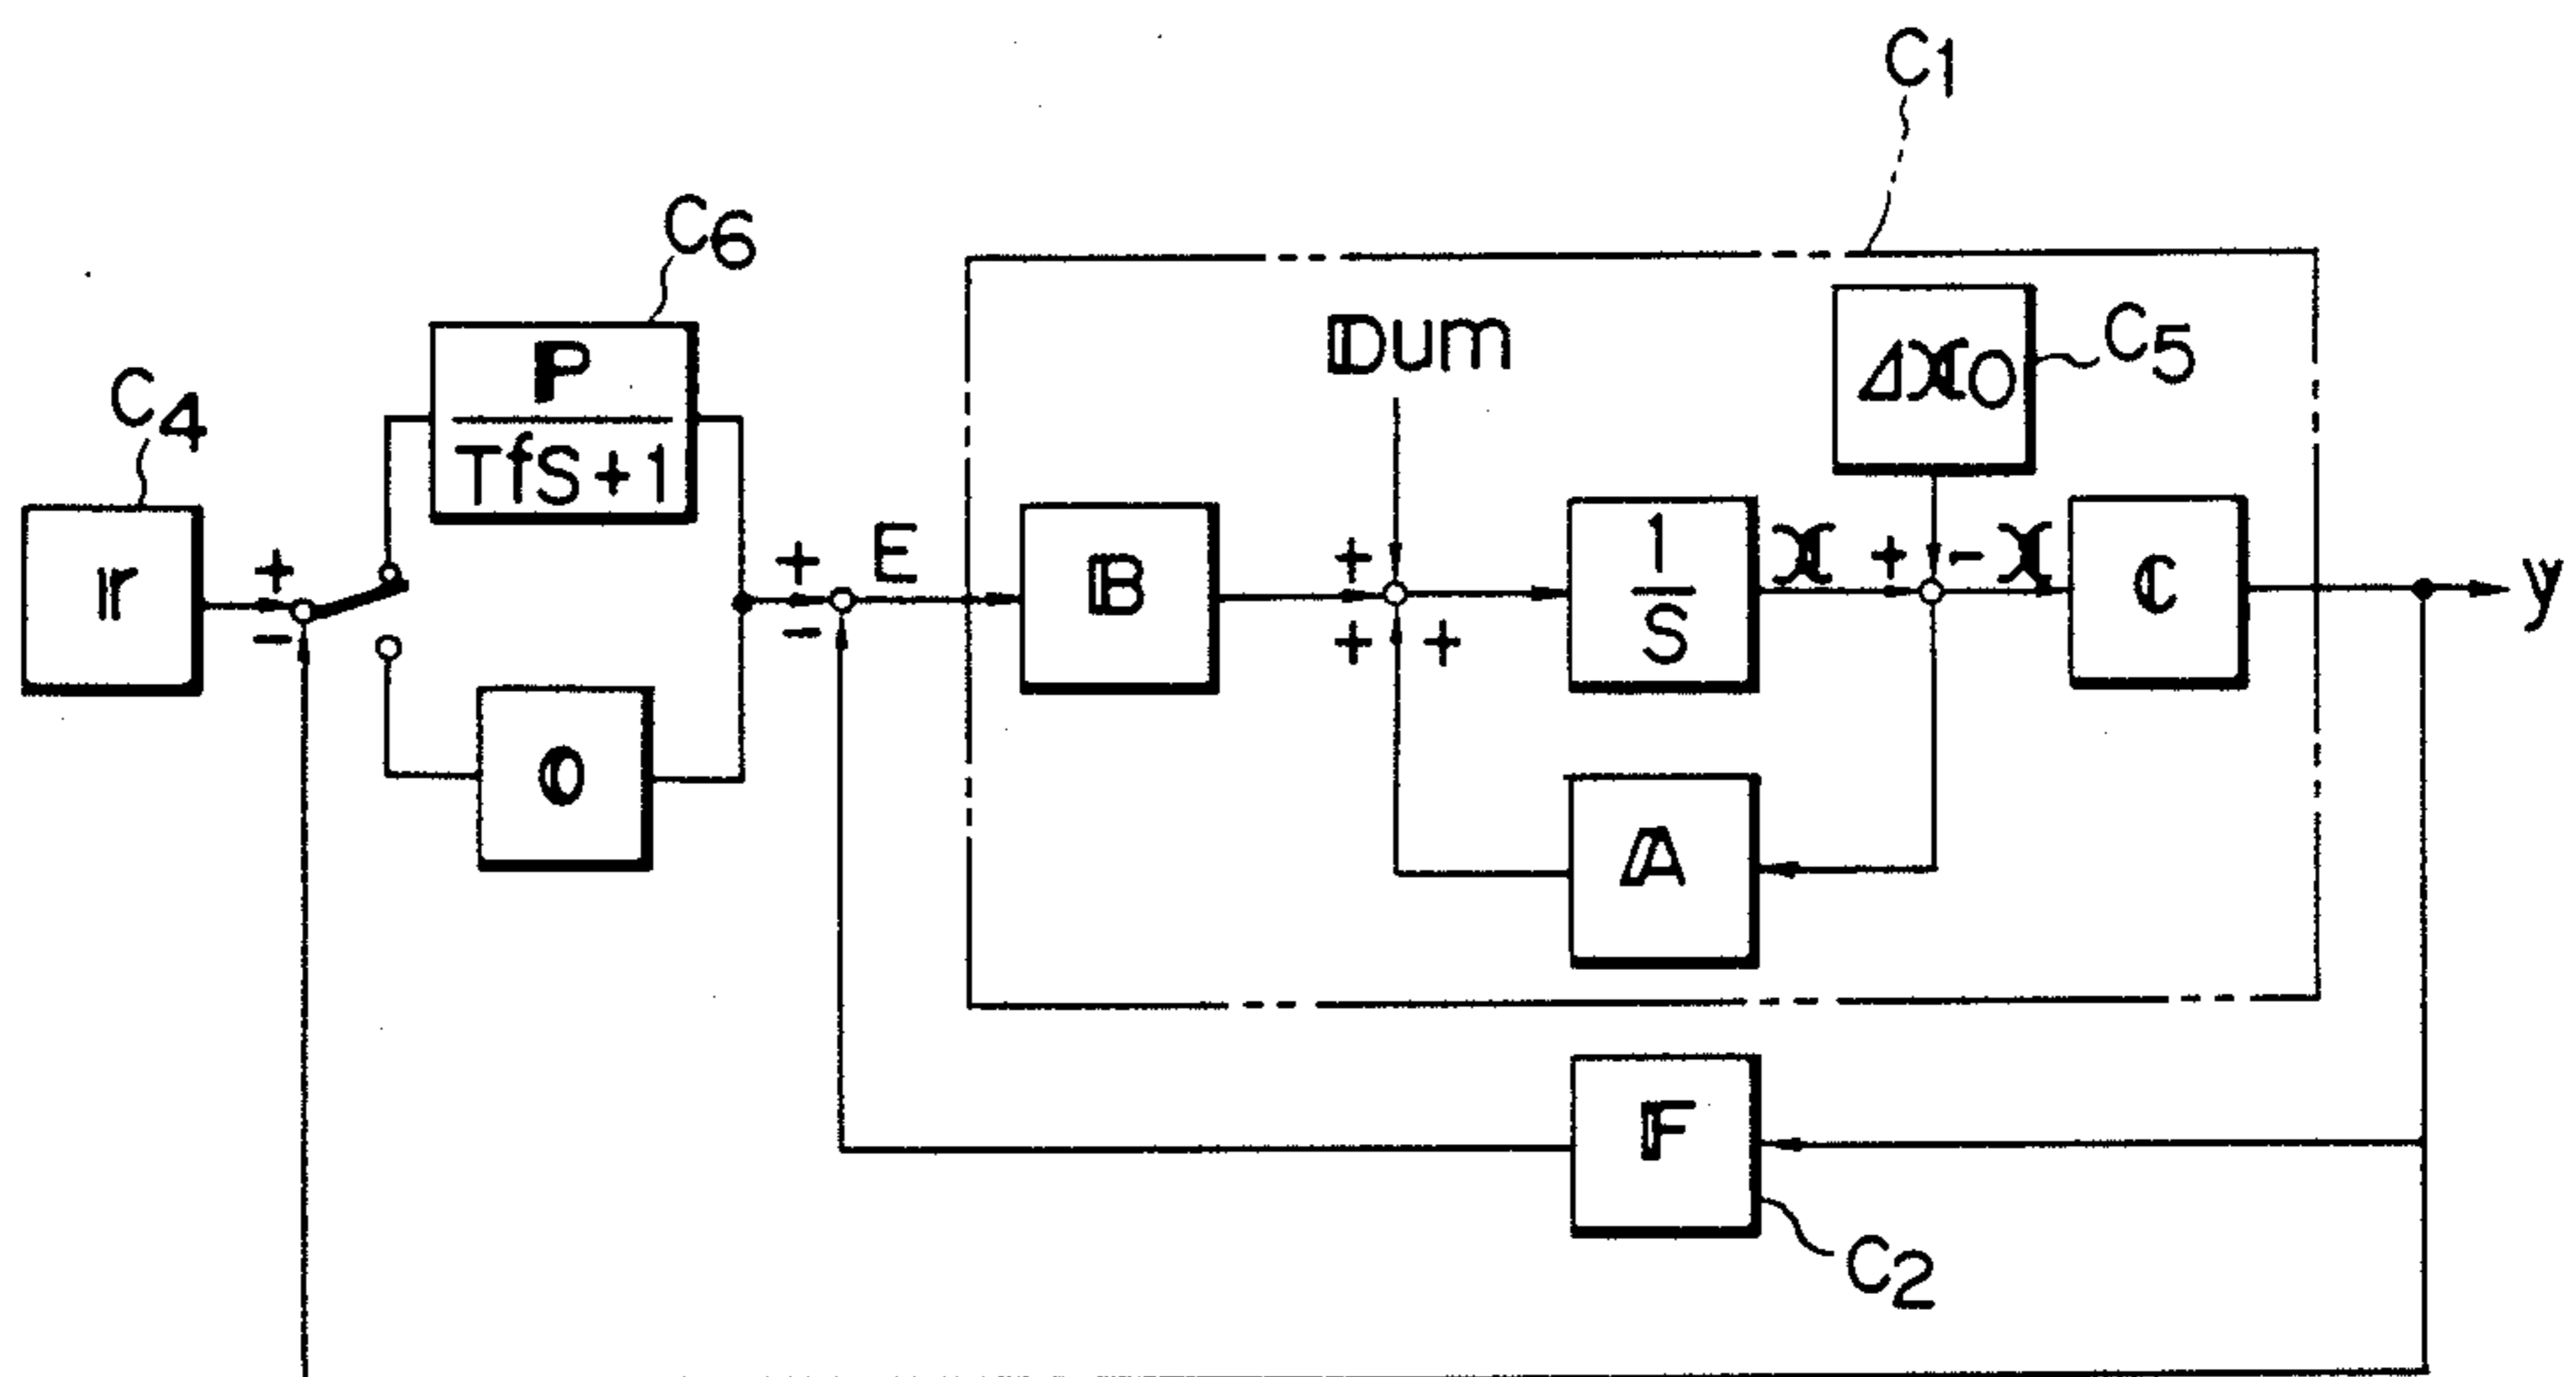 C1
C6
P
TfS+1
C4
r
+
-
0
+
-
E
B
Dum
+
+ +
1
S
x
+
-
x
Δx0
C5
C
y
A
F
C2